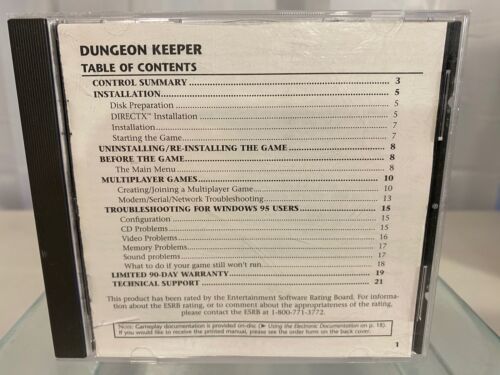 DUNGEON KEEPER
TABLE OF CONTENTS
CONTROL SUMMARY 3
INSTALLATION 5
Disk Preparation 5
DIRECTX™ Installation 5
Installation 7
Starting the Game 7
UNINSTALLING/RE-INSTALLING THE GAME 8
BEFORE THE GAME 8
The Main Menu 8
MULTIPLAYER GAMES 10
Creating/Joining a Multiplayer Game 10
Modem/Serial/Network Troubleshooting 13
TROUBLESHOOTING FOR WINDOWS 95 USERS 15
Configuration 15
CD Problems 15
Video Problems 16
Memory Problems 17
Sound problems 17
What to do if your game still won't run 18
LIMITED 90-DAY WARRANTY 19
TECHNICAL SUPPORT 21
This product has been rated by the Entertainment Software Rating Board. For informa-
tion about the ESRB rating, or to comment about the appropriateness of the rating,
please contact the ESRB at 1-800-771-3772.
NOTE: Gameplay documentation is provided on-disc (➤ Using the Electronic Documentation on p. 18).
If you would like to receive the printed manual, please see the order form on the back cover.
1